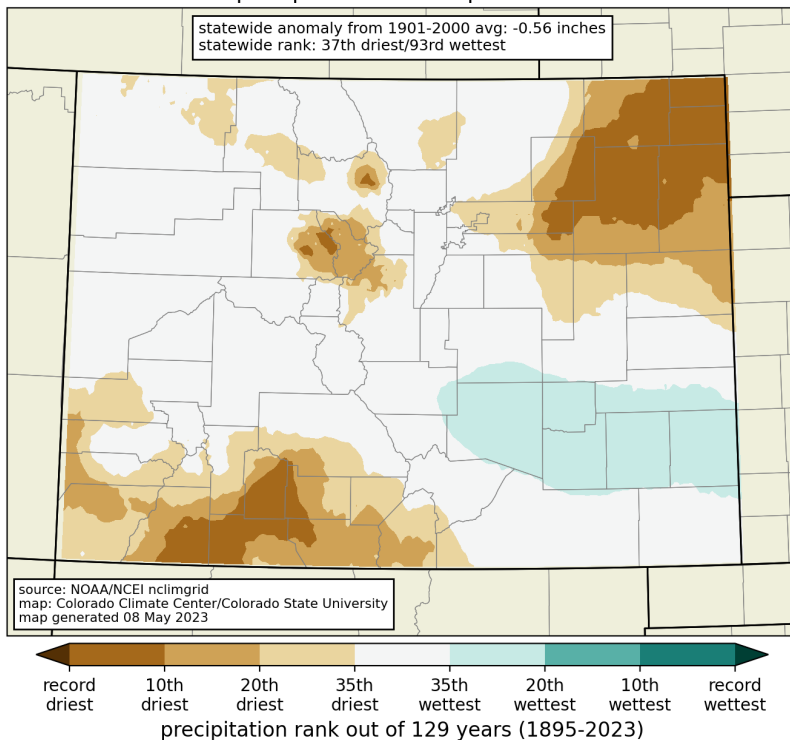 statewide anomaly from 1901-2000 avg: -0.56 inches
statewide rank: 37th driest/93rd wettest
source: NOAA/NCEI nclimgrid
map: Colorado Climate Center/Colorado State University
map generated 08 May 2023
record driest
10th driest
20th driest
35th driest
35th wettest
20th wettest
10th wettest
record wettest
precipitation rank out of 129 years (1895-2023)